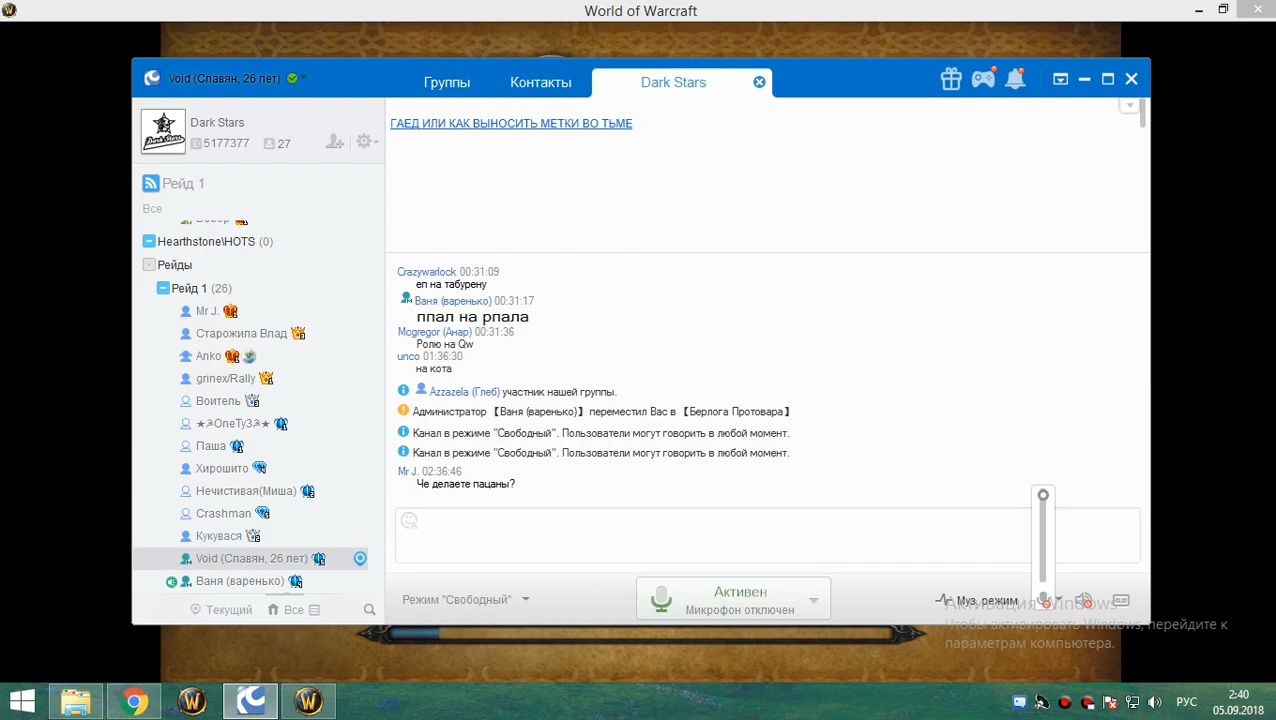 World of Warcraft
Void (Славян, 26 лет)
Группы
Контакты
Dark Stars
Dark Stars
5177377
27
Рейд 1
Все
Hearthstone\HOTS (0)
Рейды
Рейд 1 (26)
Mr J.
Старожила Влад
Anko
grinex/Rally
Воитель
★☭OneTy3☭★
Паша
Хирошито
Нечистивая(Миша)
Crashman
Кукувася
Void (Славян, 26 лет)
Ваня (варенько)
Текущий
Все
ГАЕД ИЛИ КАК ВЫНОСИТЬ МЕТКИ ВО ТЬМЕ
Crazywarlock 00:31:09
еп на табурену
Ваня (варенько) 00:31:17
ппал на рпала
Mcgregor (Анар) 00:31:36
Ролю на Qw
unco 01:36:30
на кота
Azzazela (Глеб) участник нашей группы.
Администратор 【Ваня (варенько)】 переместил Вас в 【Берлога Протовара】
Канал в режиме "Свободный". Пользователи могут говорить в любой момент.
Канал в режиме "Свободный". Пользователи могут говорить в любой момент.
Mr J. 02:36:46
Че делаете пацаны?
Режим "Свободный"
Активен
Микрофон отключен
Муз. режим
Активация Windows
Чтобы активировать Windows, перейдите к
параметрам компьютера.
РУС
2:40
05.09.2018